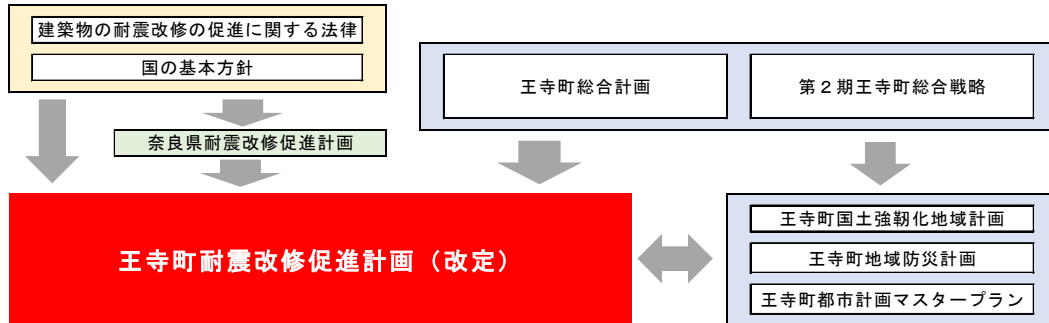 建築物の耐震改修の促進に関する法律
国の基本方針
王寺町総合計画
第２期王寺町総合戦略
奈良県耐震改修促進計画
王寺町耐震改修促進計画（改定）
王寺町国土強靱化地域計画
王寺町地域防災計画
王寺町都市計画マスタープラン